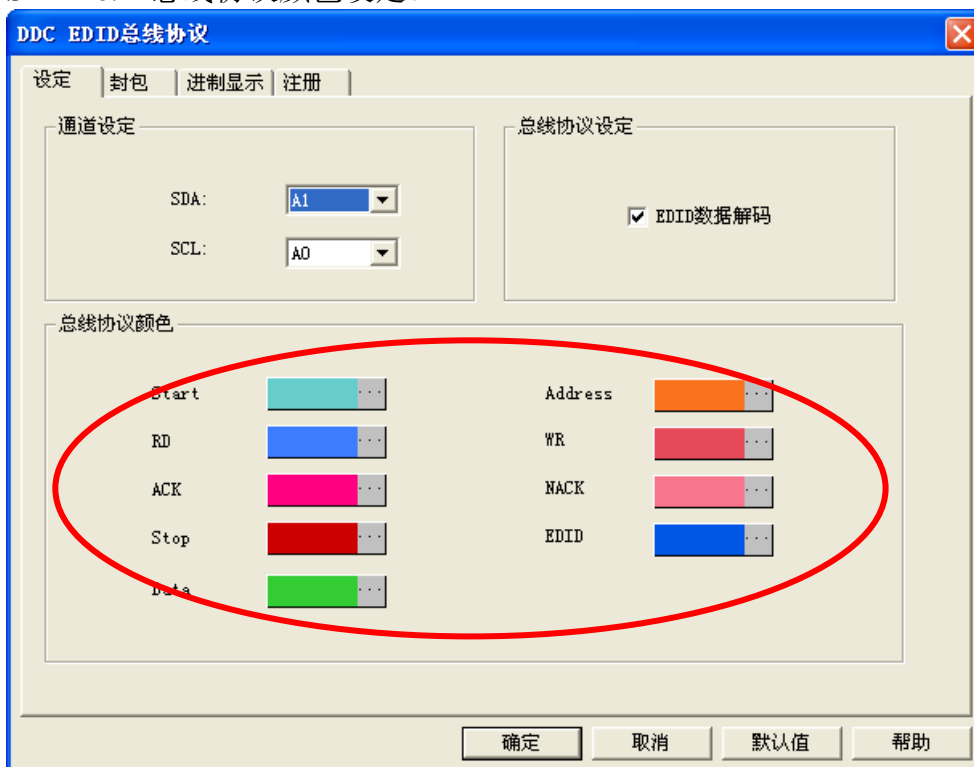 DDC EDID总线协议
设定 封包 进制显示 注册
通道设定 总线协议设定
SDA: A1
EDID数据解码
SCL: A0
总线协议颜色
Start ... Address ...
RD ... WR ...
ACK ... NACK ...
Stop ... EDID ...
Data ...
确定 取消 默认值 帮助